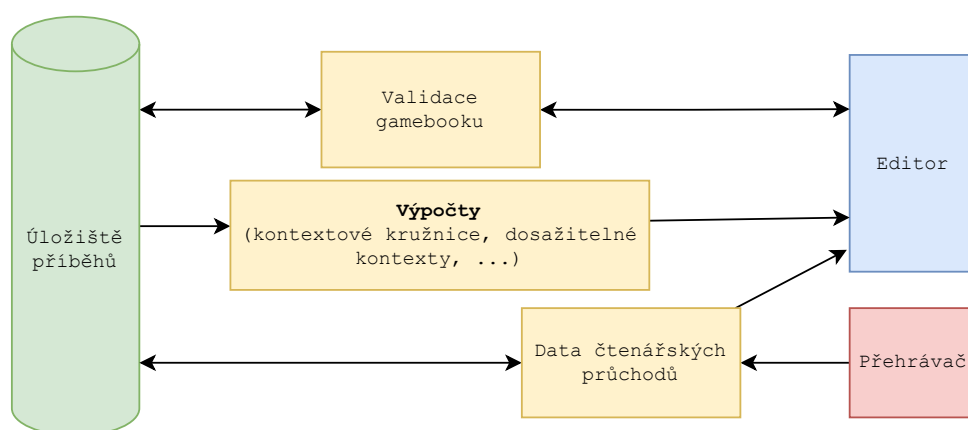 Validace
gamebooku
Editor
Výpočty
(kontextové kružnice, dosažitelné
kontexty, ...)
Úložiště
příběhů
Data čtenářských
průchodů
Přehrávač